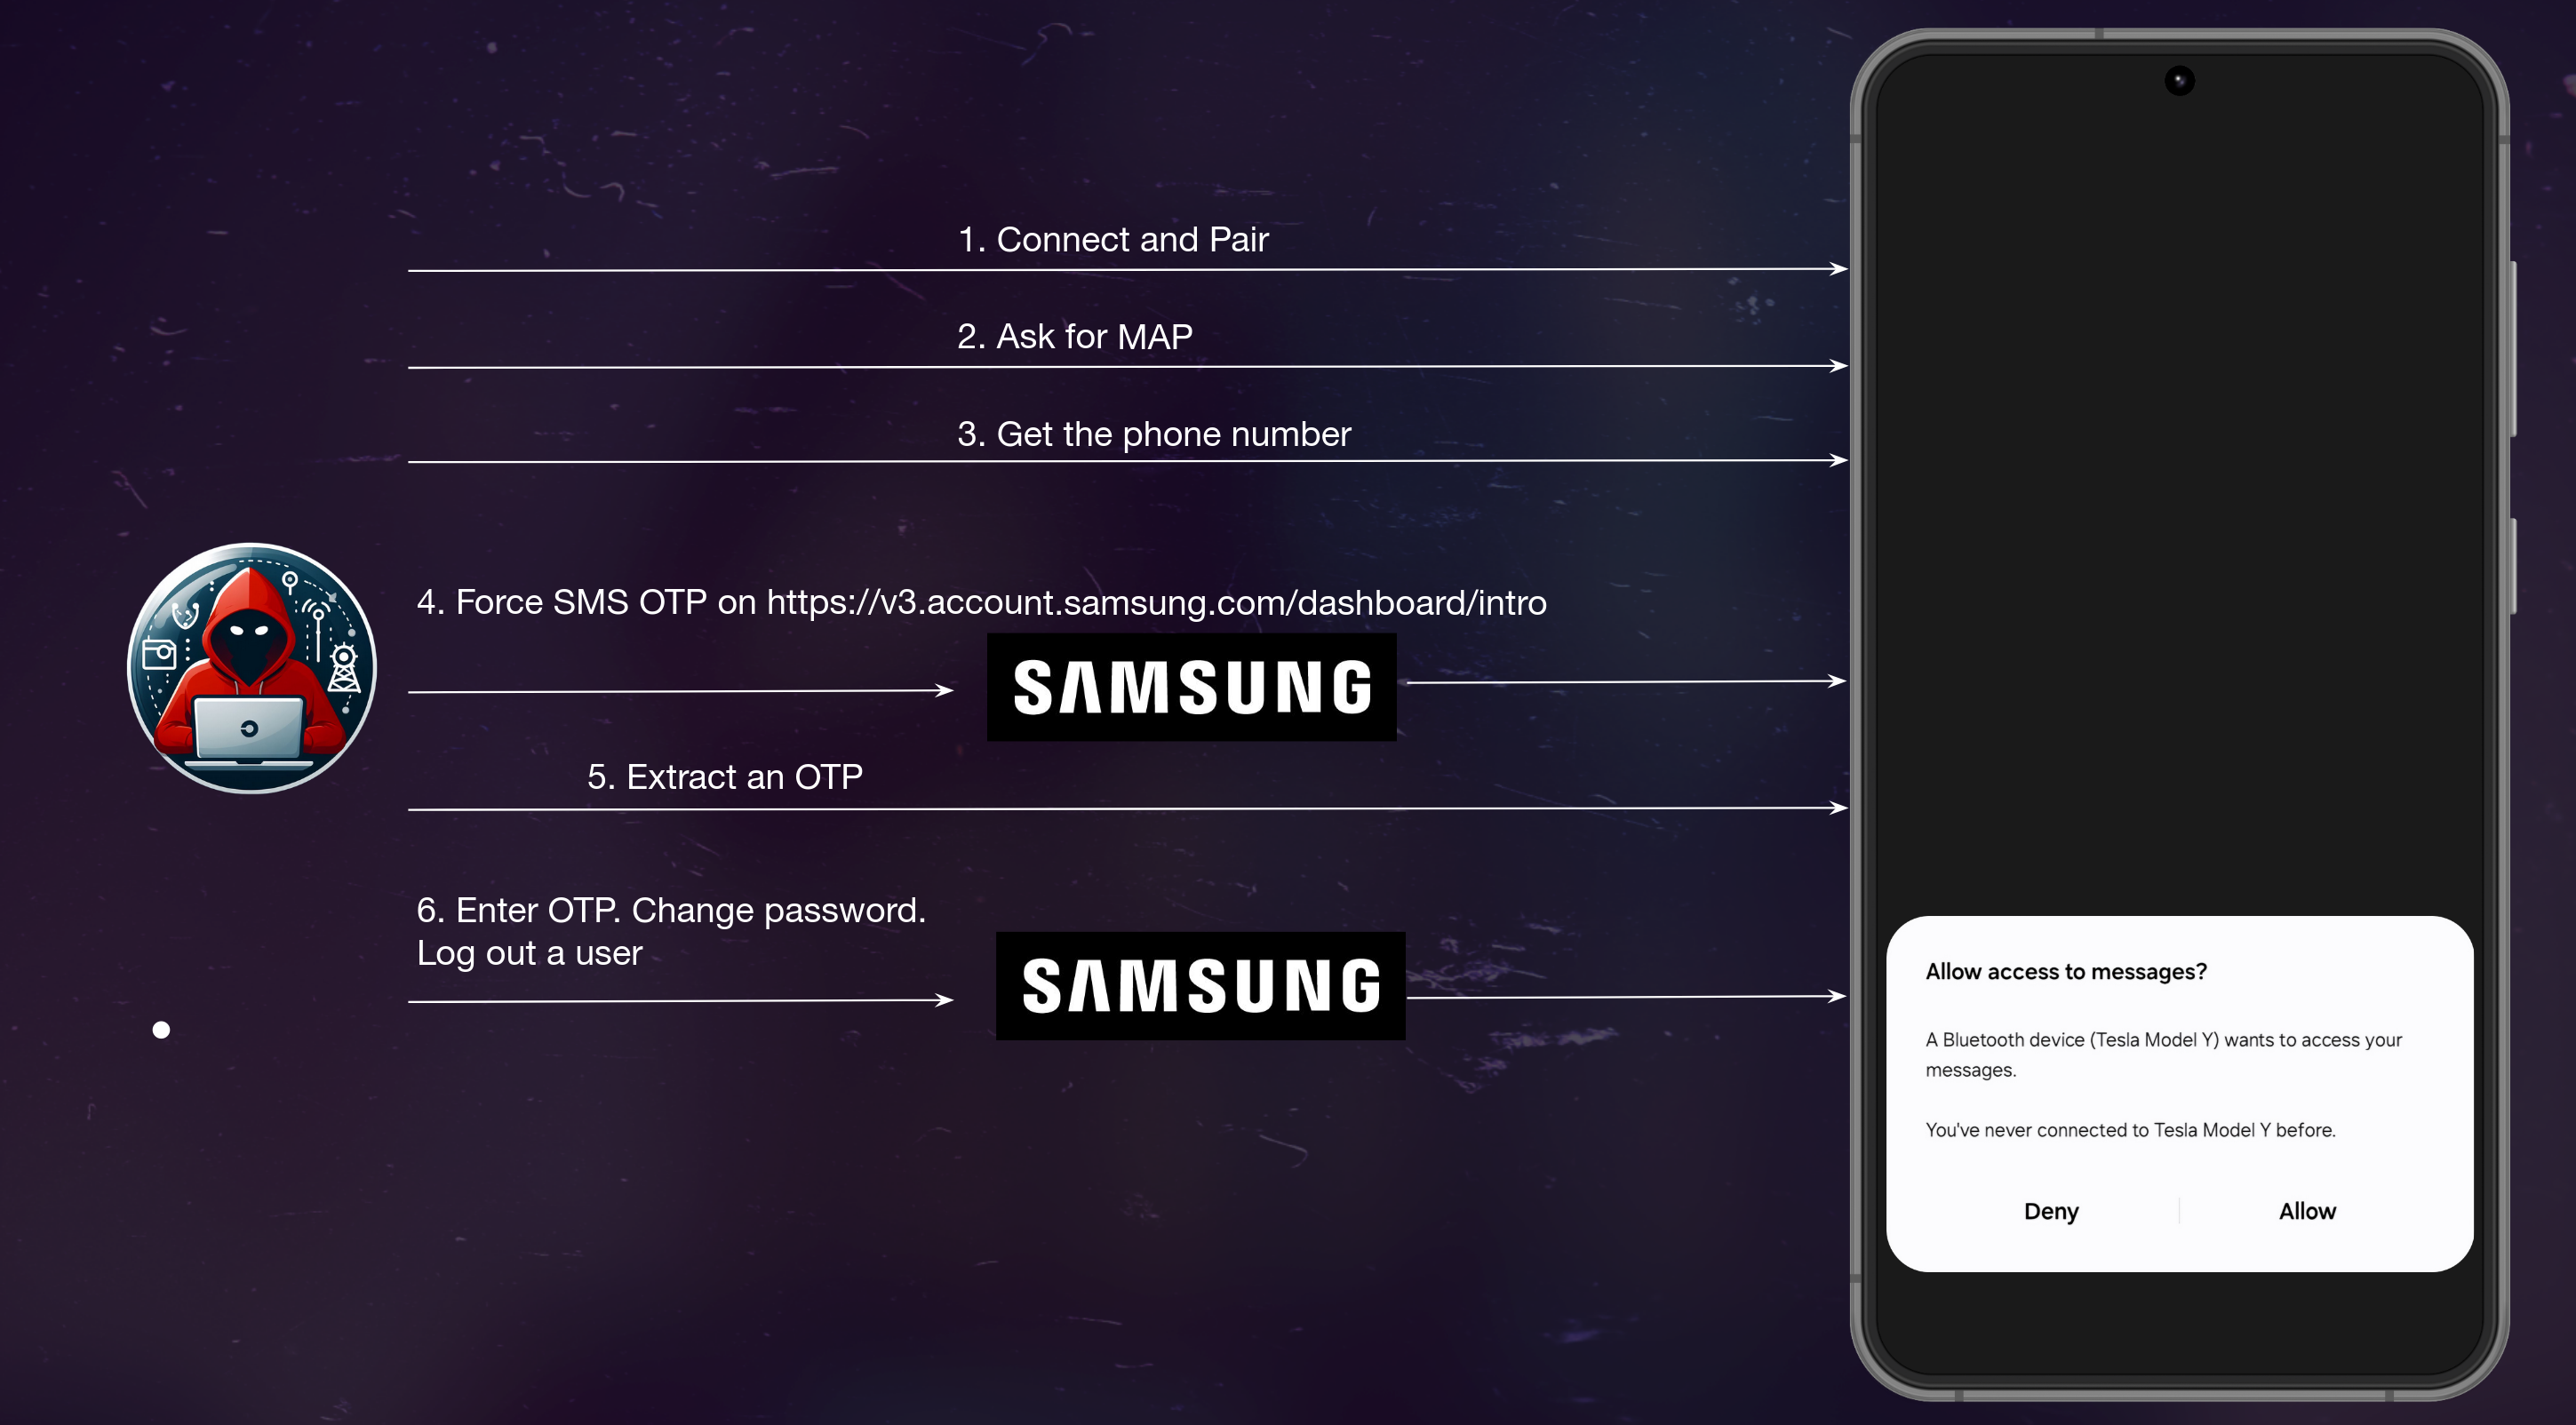 1. Connect and Pair
2. Ask for MAP
3. Get the phone number
4. Force SMS OTP on https://v3.account.samsung.com/dashboard/intro
SAMSUNG
5. Extract an OTP
6. Enter OTP. Change password.
Log out a user
SAMSUNG
Allow access to messages?
A Bluetooth device (Tesla Model Y) wants to access your
messages.
You've never connected to Tesla Model Y before.
Deny
Allow